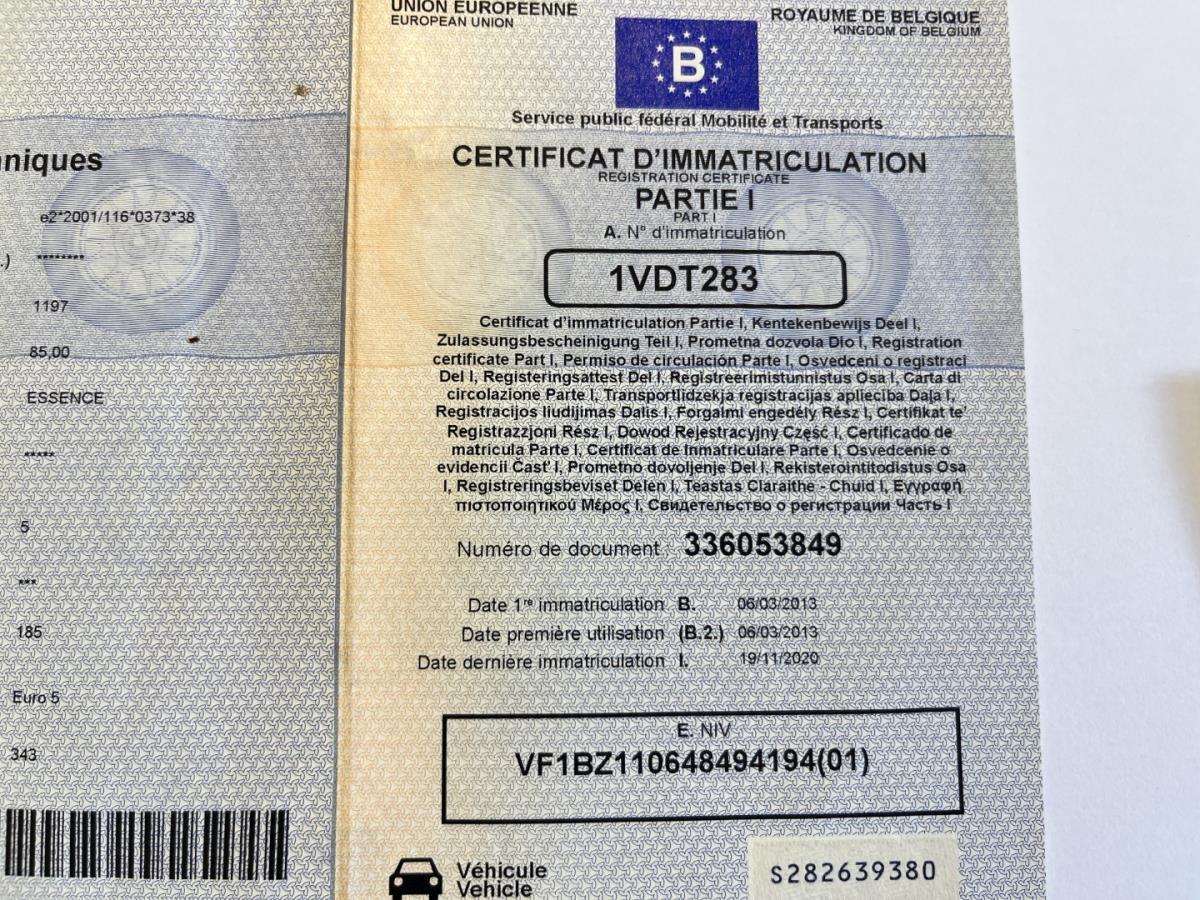 niques
e2*2001/116*0373*38
.) ********
1197
85,00
ESSENCE
*****
5
***
185
Euro 5
343
UNION EUROPEENNE
EUROPEAN UNION
ROYAUME DE BELGIQUE
KINGDOM OF BELGIUM
B
Service public fédéral Mobilité et Transports
CERTIFICAT D'IMMATRICULATION
REGISTRATION CERTIFICATE
PARTIE I
PART I
A. N° d'immatriculation
1VDT283
Certificat d'immatriculation Partie I, Kentekenbewijs Deel I,
Zulassungsbescheinigung Teil I, Prometna dozvola Dio I, Registration
certificate Part I, Permiso de circulación Parte I, Osvedceni o registraci
Del I, Registeringsattest Del I, Registreerimistunnistus Osa I, Carta di
circolazione Parte I, Transportlidzekja registracijas aplieciba Daļa I,
Registracijos liudijimas Dalis I, Forgalmi engedély Rész I, Certifikat te'
Registrazzjoni Rész I, Dowod Rejestracyjny Część I, Certificado de
matricula Parte I, Certificat de Inmatriculare Parte I, Osvedcenie o
evidencii Čast' I, Prometno dovoljenje Del I, Rekisterointitodistus Osa
I, Registreringsbeviset Delen I, Teastas Claraithe - Chuid I, Εγγραφή
πιστοποιητικού Μέρος I, Свидетельство о регистрации Часть I
Numéro de document : 336053849
Date 1re immatriculation B. 06/03/2013
Date première utilisation (B.2.) 06/03/2013
Date dernière immatriculation I. 19/11/2020
E. NIV
VF1BZ110648494194(01)
Véhicule
Vehicle
S282639380